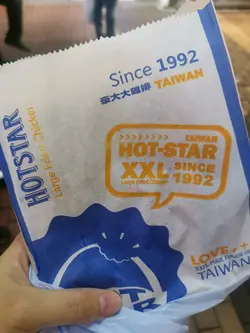 Since 1992
豪大大雞排 TAIWAN
HOTSTAR
Large Fried Chicken
TAIWAN
HOT-STAR
XXL SINCE
Large Fried Chicken 1992
LOVE++
TAIWAN